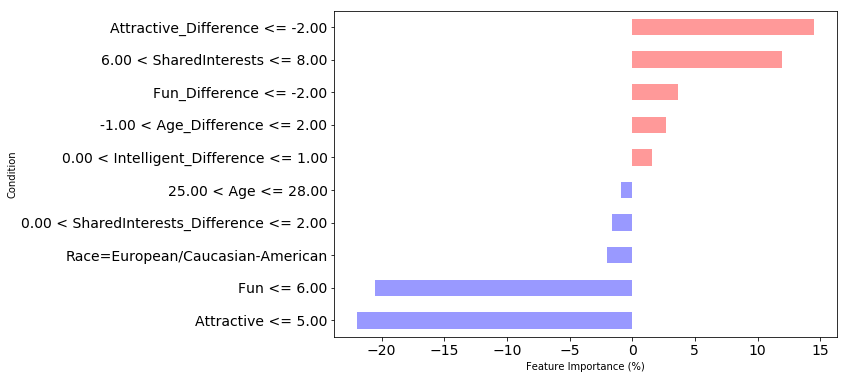 Attractive_Difference <= -2.00
6.00 < SharedInterests <= 8.00
Fun_Difference <= -2.00
-1.00 < Age_Difference <= 2.00
0.00 < Intelligent_Difference <= 1.00
25.00 < Age <= 28.00
0.00 < SharedInterests_Difference <= 2.00
Race=European/Caucasian-American
Fun <= 6.00
Attractive <= 5.00
Condition
−20 −15 −10 −5 0 5 10 15
Feature Importance (%)